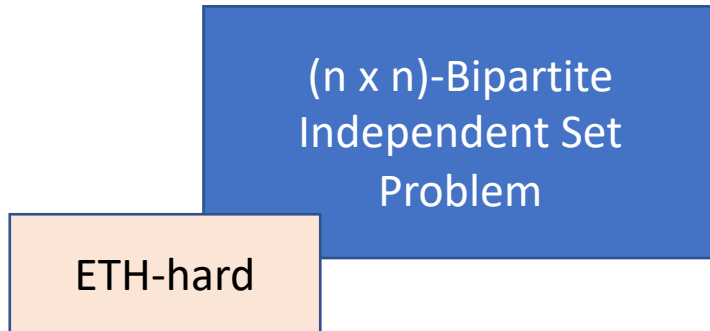 (n x n)-Bipartite
Independent Set
Problem
ETH-hard